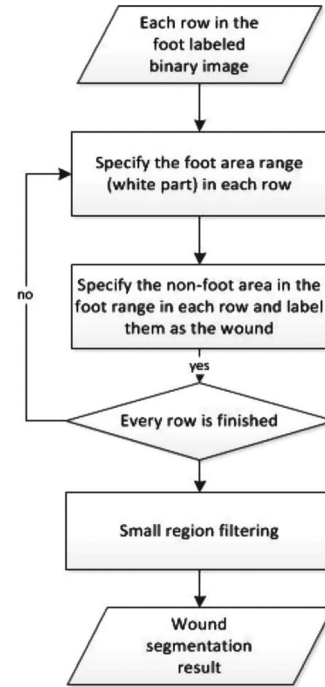 Each row in the
foot labeled
binary image
Specify the foot area range
(white part) in each row
no
Specify the non-foot area in the
foot range in each row and label
them as the wound
yes
Every row is finished
Small region filtering
Wound
segmentation
result